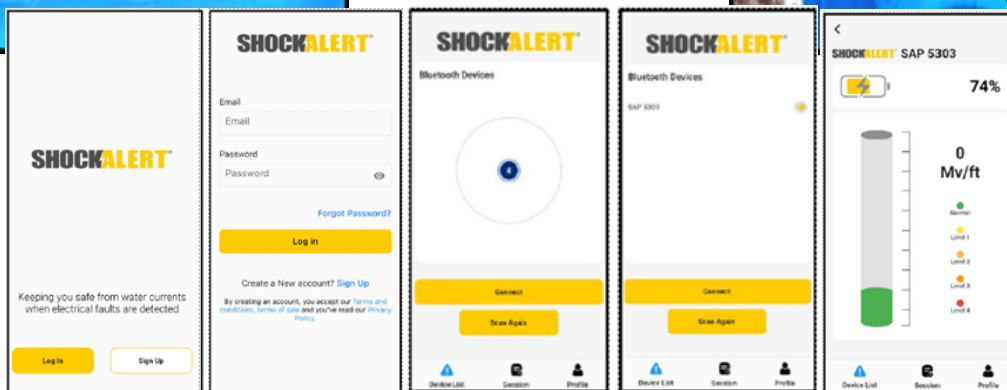 SHOCKALERT
Keeping you safe from water currents
when electrical faults are detected
Log In
Sign Up
SHOCKALERT
Email
Email
Password
Password
Forgot Password?
Log in
Create a New account? Sign Up
By creating an account, you accept our Terms and
conditions, terms of sale and you've read our Privacy
Policy.
SHOCKALERT
Bluetooth Devices
Connect
Scan Again
Device List
Session
Profile
SHOCKALERT
Bluetooth Devices
SAP 5303
Connect
Scan Again
Device List
Session
Profile
SHOCKALERT SAP 5303
74%
0
Mv/ft
Normal
Level 1
Level 2
Level 3
Level 4
Device List
Session
Profile